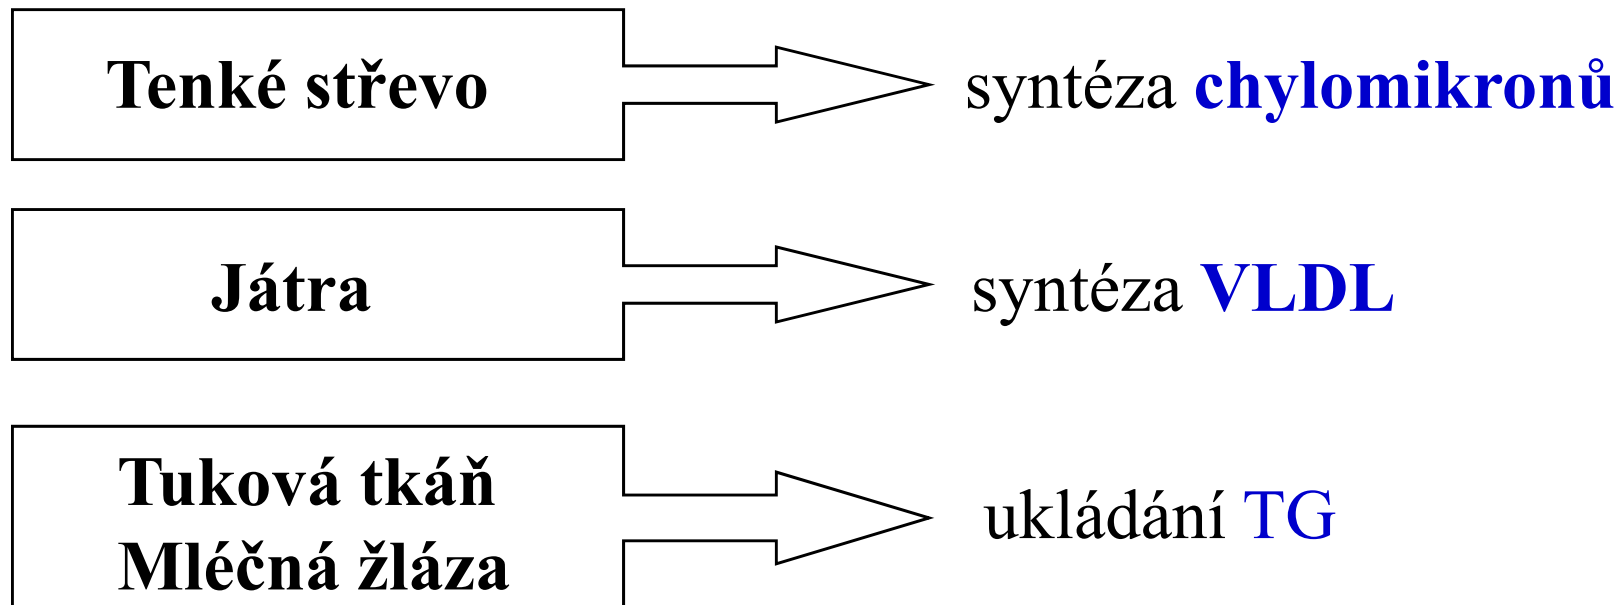 Tenké střevo
syntéza chylomikronů
Játra
syntéza VLDL
Tuková tkáň
Mléčná žláza
ukládání TG